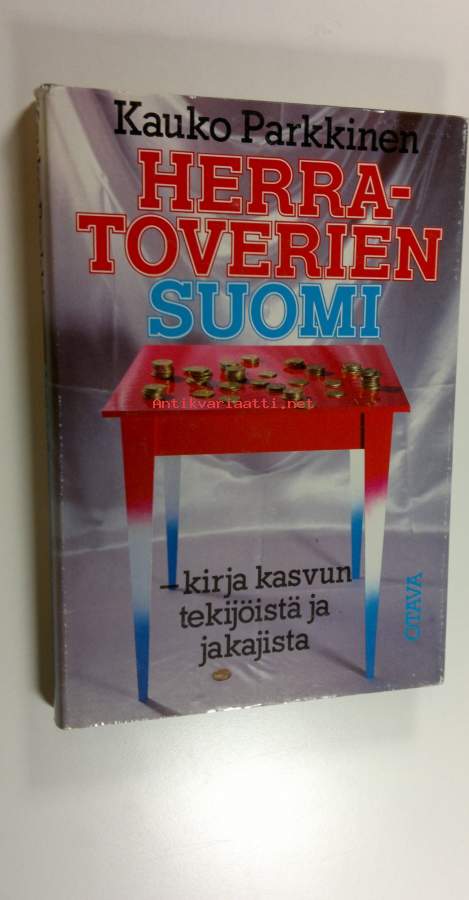 Kauko Parkkinen
HERRA-
TOVERIEN
SUOMI
Antikvariaatti.net
– kirja kasvun
tekijöistä ja
jakajista
OTAVA